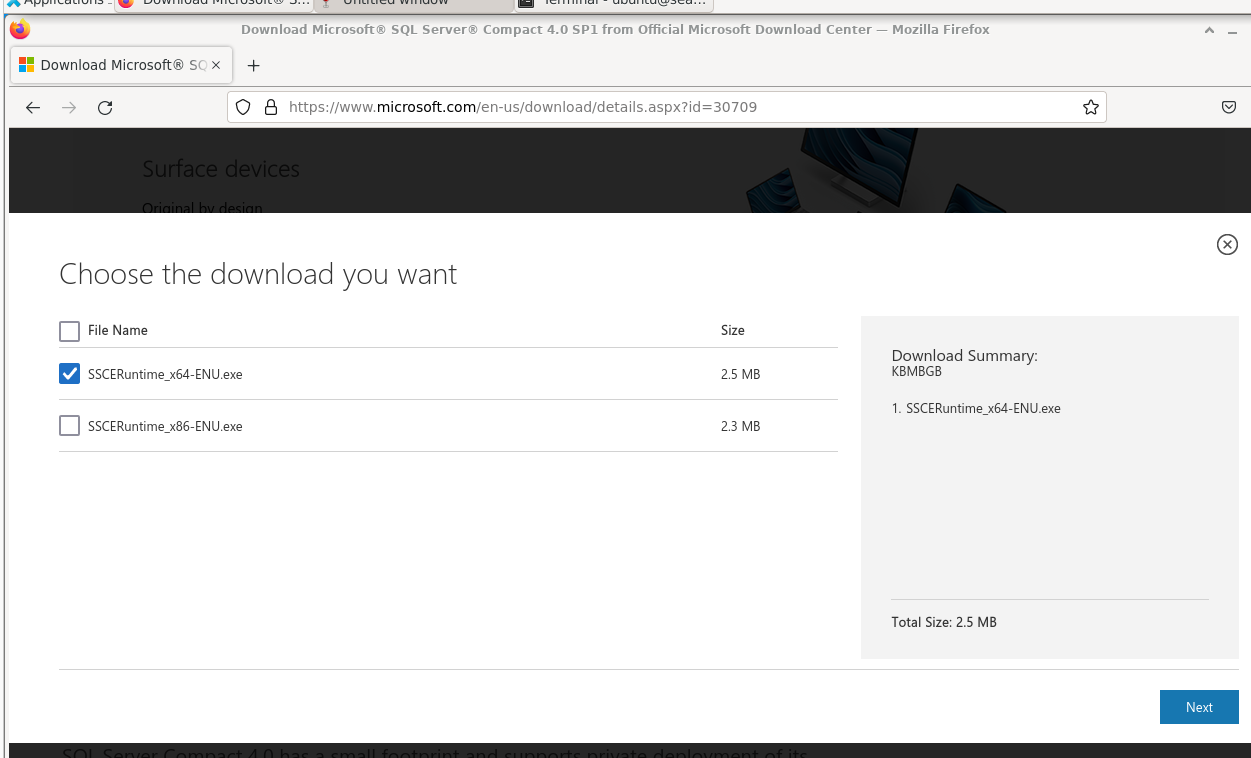 Applications
Download Microsoft® S...
Untitled window
Terminal - ubuntu@sea...
Download Microsoft® SQL Server® Compact 4.0 SP1 from Official Microsoft Download Center — Mozilla Firefox
Download Microsoft® SQ
https://www.microsoft.com/en-us/download/details.aspx?id=30709
Surface devices
Original by design
Choose the download you want
File Name Size
SSCERuntime_x64-ENU.exe 2.5 MB
SSCERuntime_x86-ENU.exe 2.3 MB
Download Summary:
KBMBGB
1. SSCERuntime_x64-ENU.exe
Total Size: 2.5 MB
Next
SQL Server Compact 4.0 has a small footprint and supports private deployment of its